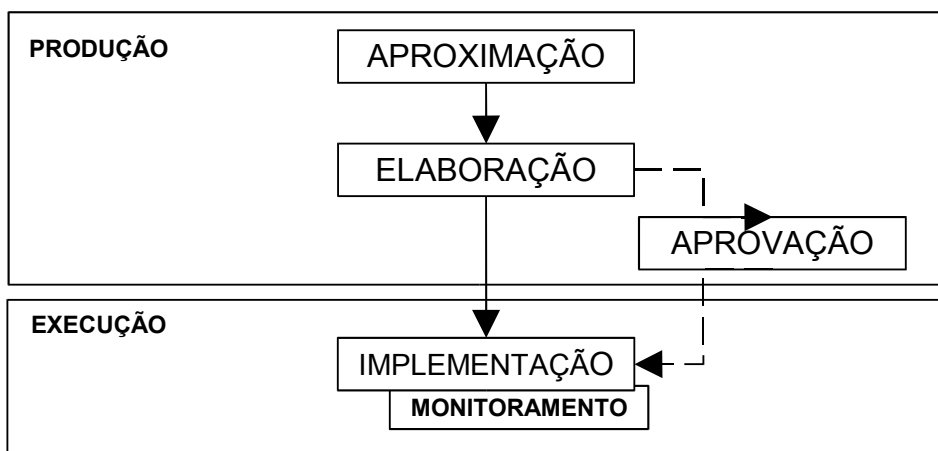 PRODUÇÃO
APROXIMAÇÃO
ELABORAÇÃO
APROVAÇÃO
EXECUÇÃO
IMPLEMENTAÇÃO
MONITORAMENTO